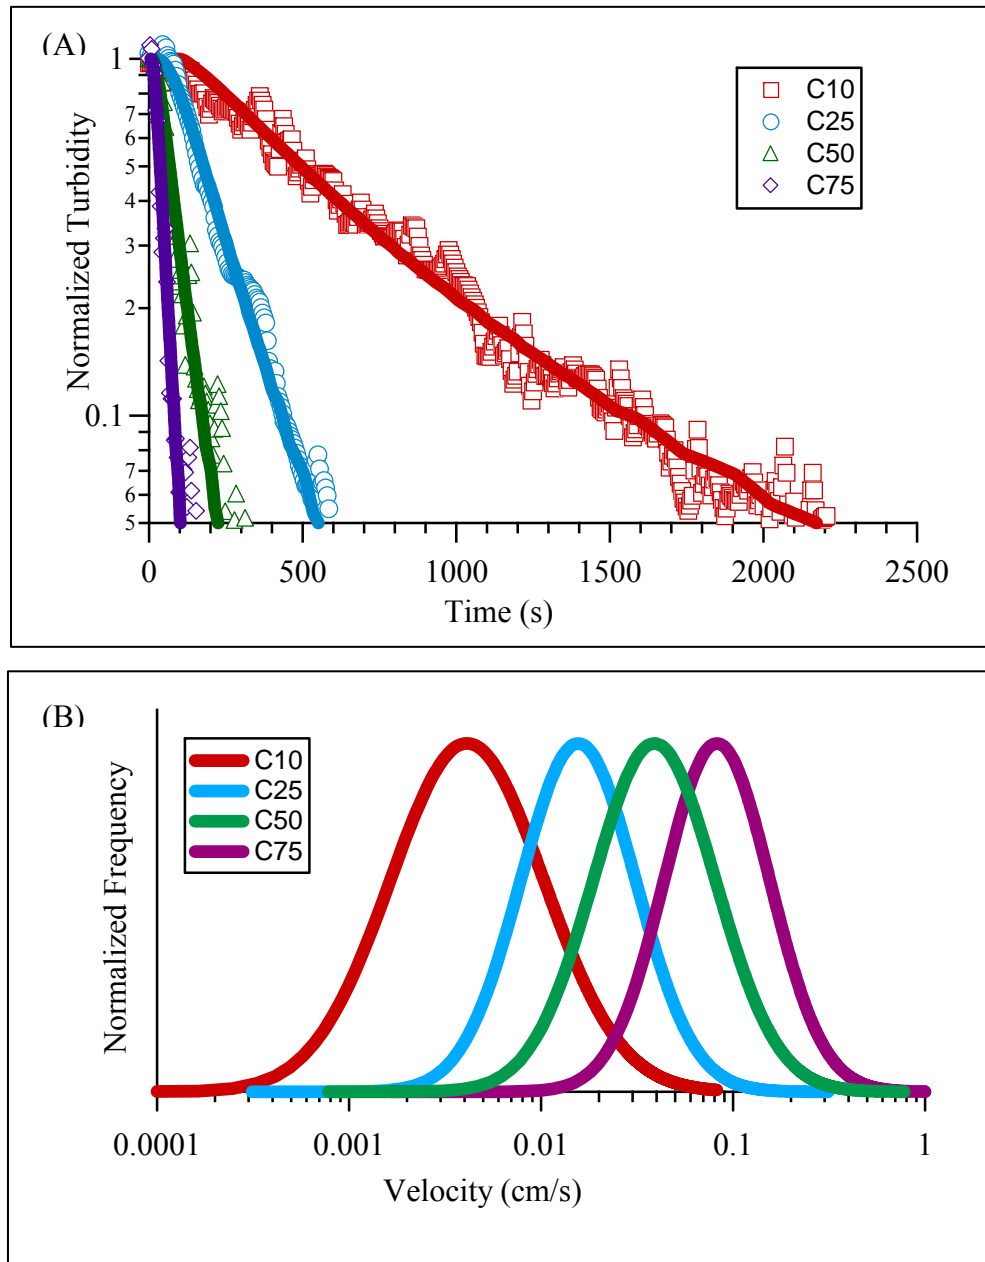 (A)
Normalized Turbidity
1
7
6
5
4
3
2
0.1
7
6
5
0 500 1000 1500 2000 2500
Time (s)
C10
C25
C50
C75
(B)
Normalized Frequency
C10
C25
C50
C75
0.0001 0.001 0.01 0.1 1
Velocity (cm/s)